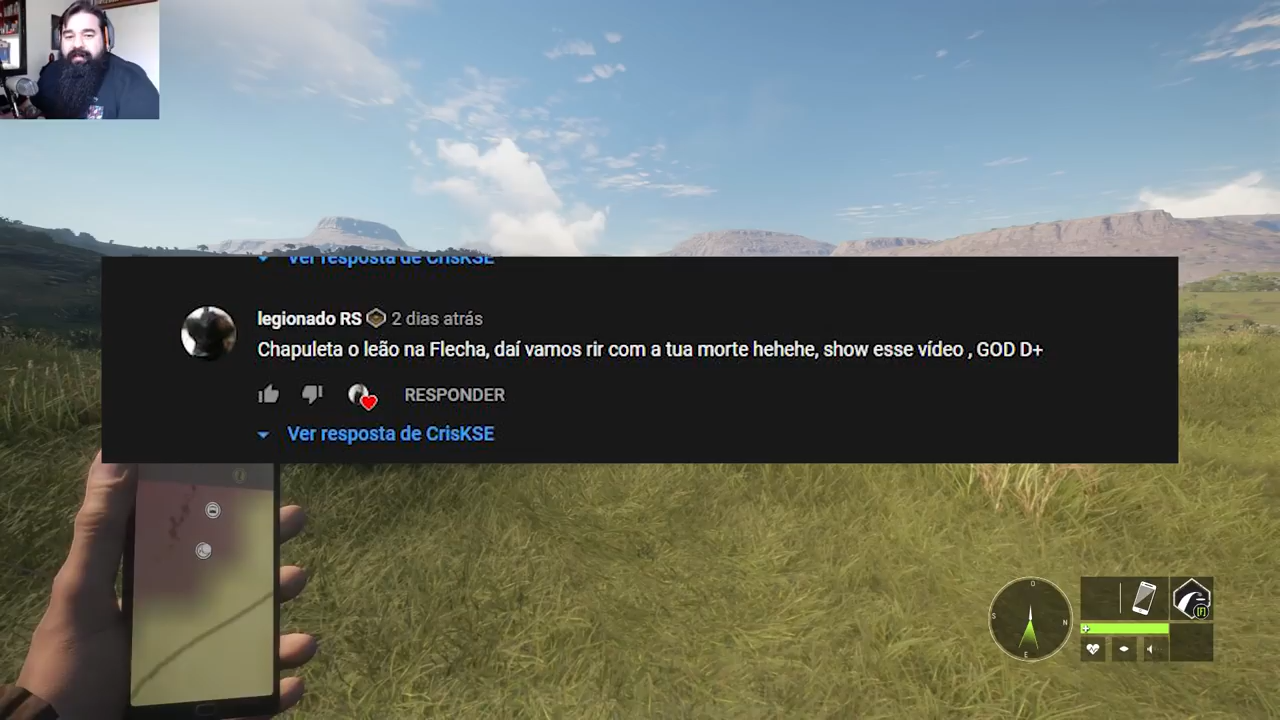 Ver resposta de CrisKSE
legionado RS 2 dias atrás
Chapuleta o leão na Flecha, daí vamos rir com a tua morte hehehe, show esse vídeo , GOD D+
RESPONDER
Ver resposta de CrisKSE
O
S
N
E
[F]